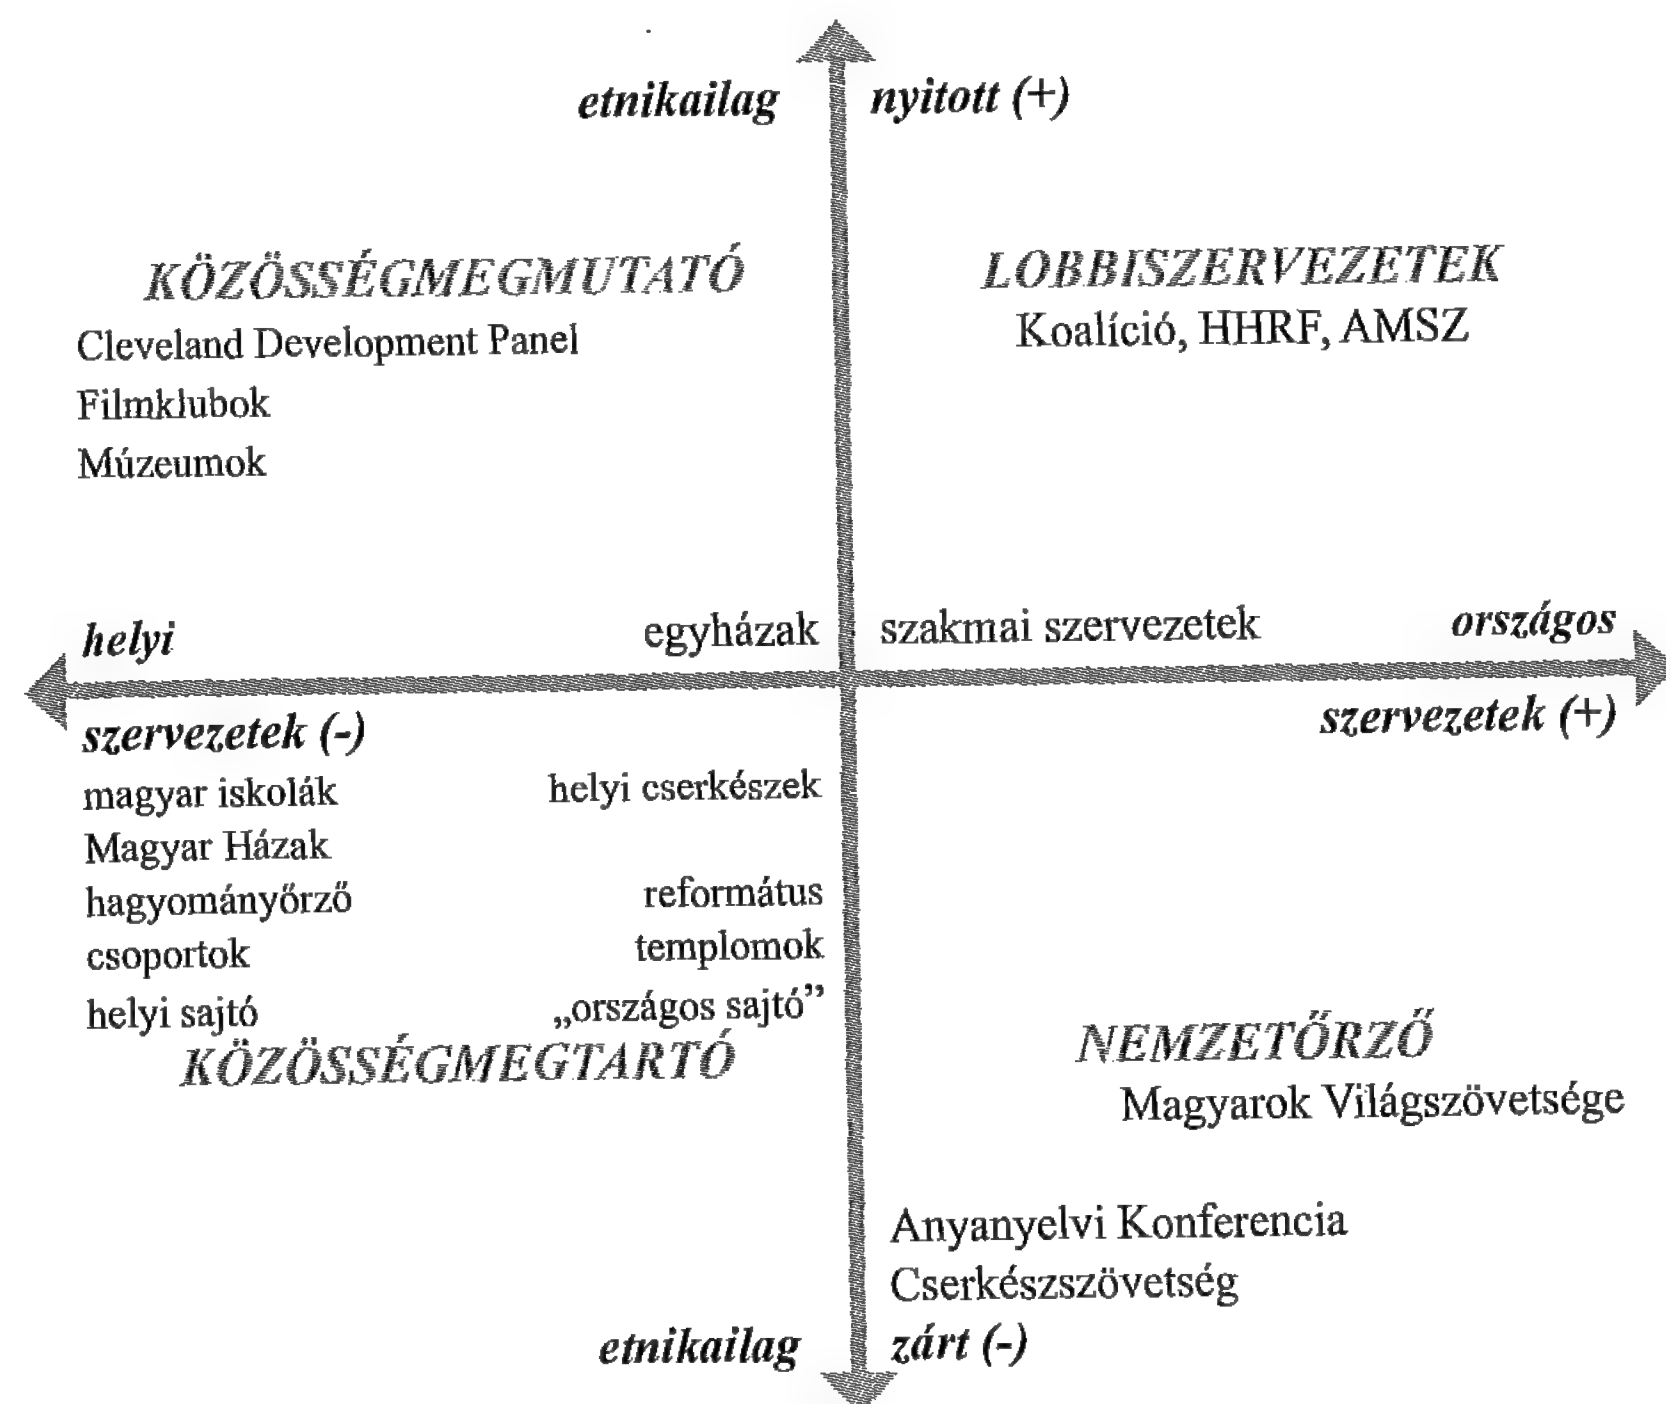 etnikailag nyitott (+)
KÖZÖSSÉGMEGMUTATÓ
Cleveland Development Panel
Filmklubok
Múzeumok
LOBBISZERVEZETEK
Koalíció, HHRF, AMSZ
helyi egyházak szakmai szervezetek országos
szervezetek (-) szervezetek (+)
magyar iskolák helyi cserkészek
Magyar Házak
hagyományőrző református
csoportok templomok
helyi sajtó „országos sajtó”
KÖZÖSSÉGMEGTARTÓ
NEMZETŐRZŐ
Magyarok Világszövetsége
Anyanyelvi Konferencia
Cserkészszövetség
etnikailag zárt (-)